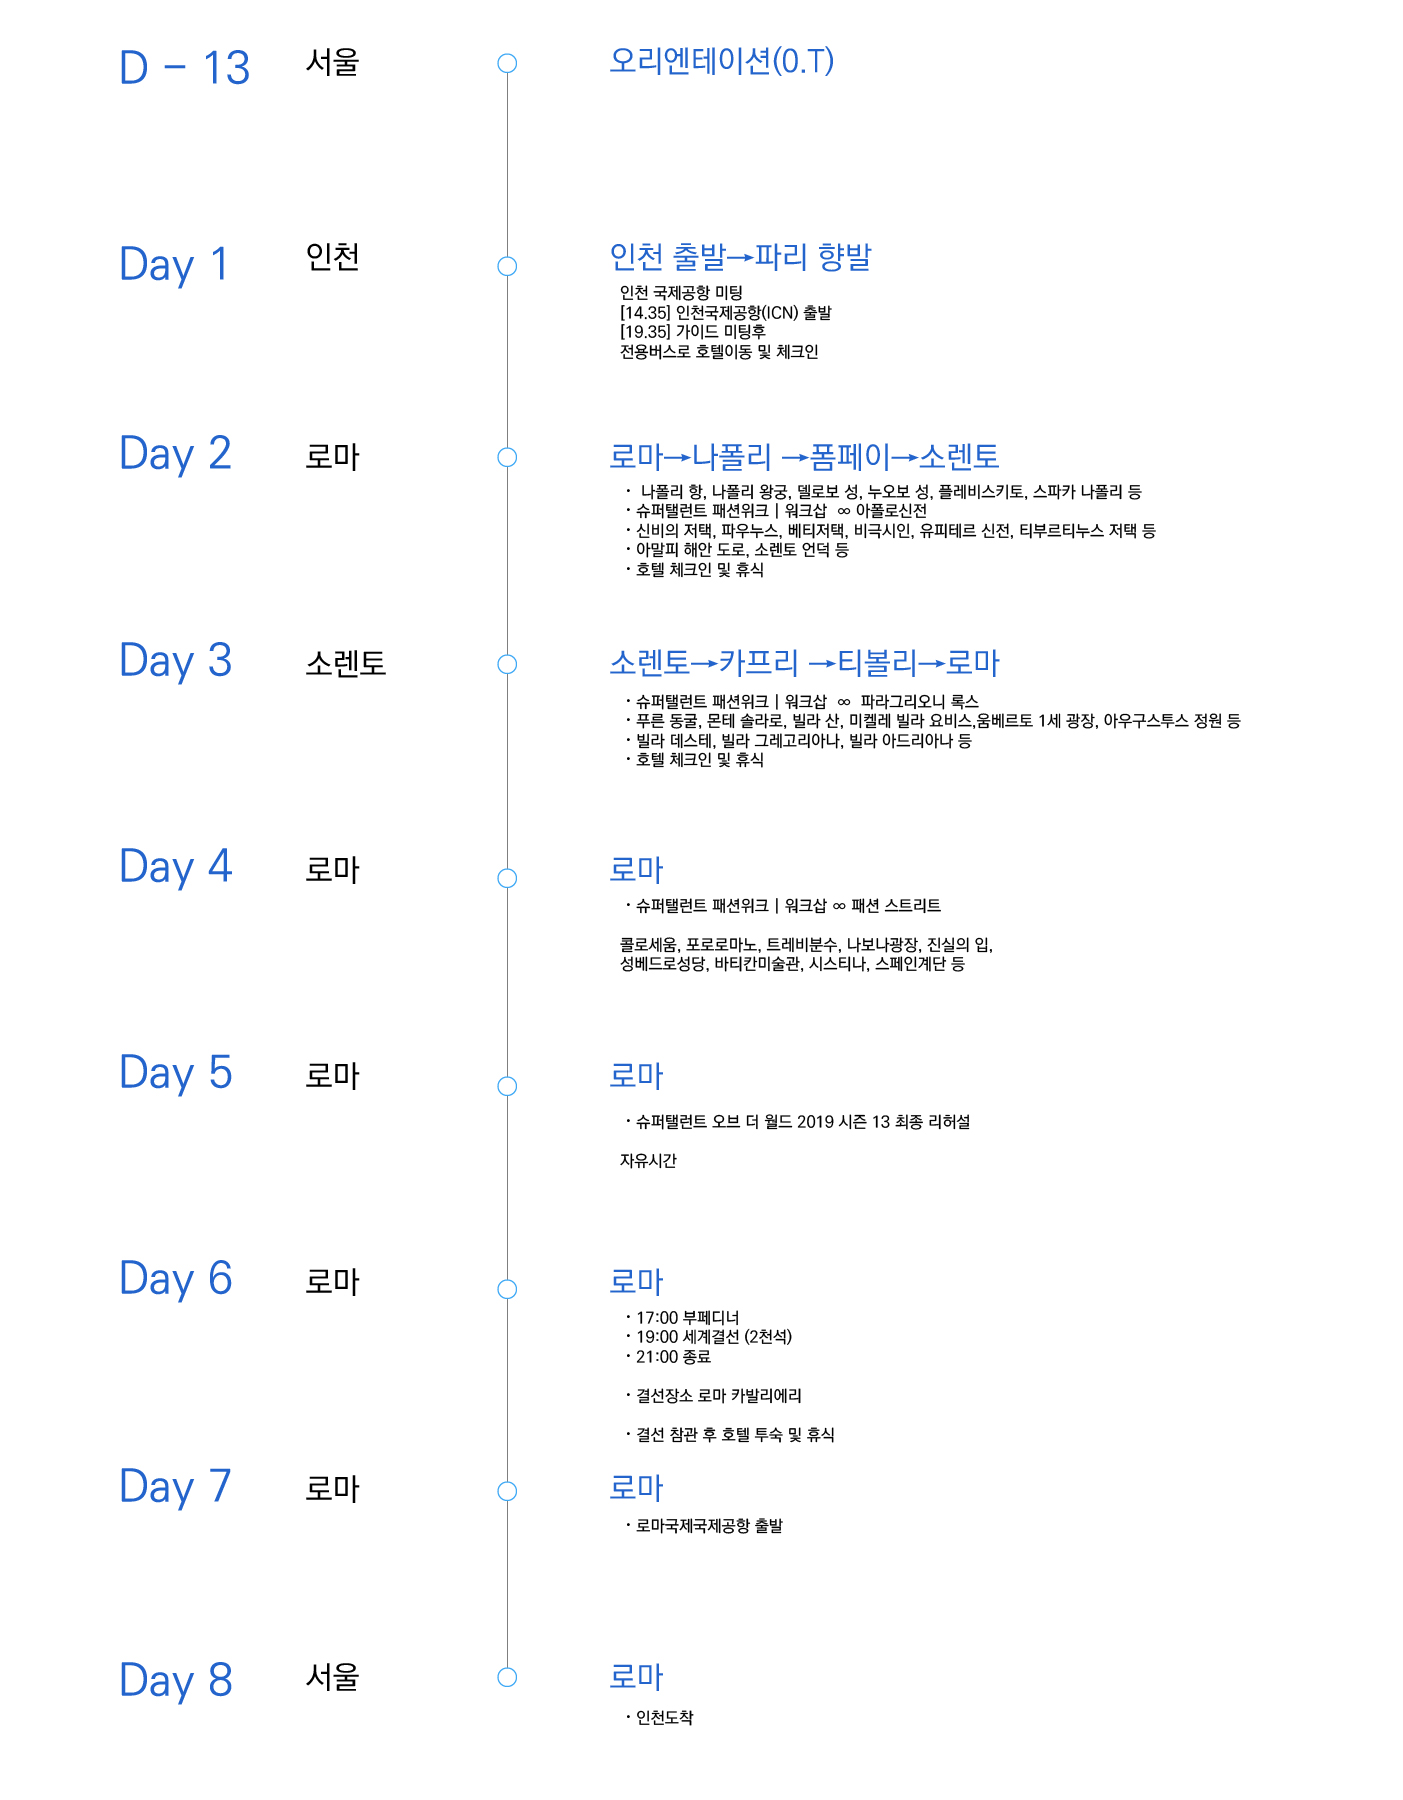 D - 13 서울 오리엔테이션(O.T)
Day 1 인천 인천 출발→파리 향발
인천 국제공항 미팅
[14.35] 인천국제공항(ICN) 출발
[19.35] 가이드 미팅후
전용버스로 호텔이동 및 체크인
Day 2 로마 로마→나폴리 →폼페이→소렌토
· 나폴리 항, 나폴리 왕궁, 델로보 성, 누오보 성, 플레비스키토, 스파카 나폴리 등
· 슈퍼탤런트 패션위크 | 워크샵 ∞ 아폴로신전
· 신비의 저택, 파우누스, 베티저택, 비극시인, 유피테르 신전, 티부르티누스 저택 등
· 아말피 해안 도로, 소렌토 언덕 등
· 호텔 체크인 및 휴식
Day 3 소렌토 소렌토→카프리 →티볼리→로마
· 슈퍼탤런트 패션위크 | 워크샵 ∞ 파라그리오니 록스
· 푸른 동굴, 몬테 솔라로, 빌라 산, 미켈레 빌라 요비스,움베르토 1세 광장, 아우구스투스 정원 등
· 빌라 데스테, 빌라 그레고리아나, 빌라 아드리아나 등
· 호텔 체크인 및 휴식
Day 4 로마 로마
· 슈퍼탤런트 패션위크 | 워크샵 ∞ 패션 스트리트
콜로세움, 포로로마노, 트레비분수, 나보나광장, 진실의 입,
성베드로성당, 바티칸미술관, 시스티나, 스페인계단 등
Day 5 로마 로마
· 슈퍼탤런트 오브 더 월드 2019 시즌 13 최종 리허설
자유시간
Day 6 로마 로마
· 17:00 부페디너
· 19:00 세계결선 (2천석)
· 21:00 종료
· 결선장소 로마 카발리에리
· 결선 참관 후 호텔 투숙 및 휴식
Day 7 로마 로마
· 로마국제국제공항 출발
Day 8 서울 로마
· 인천도착